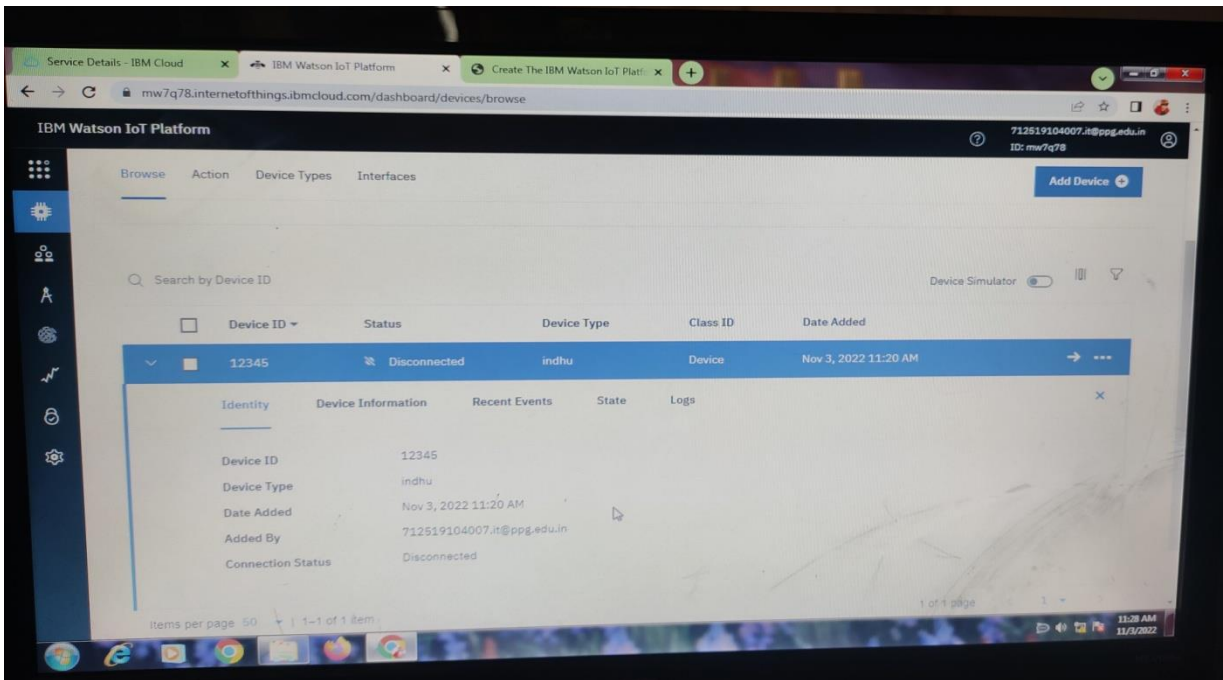 Service Details - IBM Cloud
IBM Watson IoT Platform
Create The IBM Watson IoT Platf
mw7q78.internetofthings.ibmcloud.com/dashboard/devices/browse
IBM Watson IoT Platform
712519104007.it@ppg.edu.in
ID: mw7q78
Browse Action Device Types Interfaces
Add Device
Search by Device ID
Device Simulator
Device ID Status Device Type Class ID Date Added
12345 Disconnected indhu Device Nov 3, 2022 11:20 AM
Identity Device Information Recent Events State Logs
Device ID 12345
Device Type indhu
Date Added Nov 3, 2022 11:20 AM
Added By 712519104007.it@ppg.edu.in
Connection Status Disconnected
Items per page 50 | 1–1 of 1 item
1 of 1 page 1
11:28 AM
11/3/2022